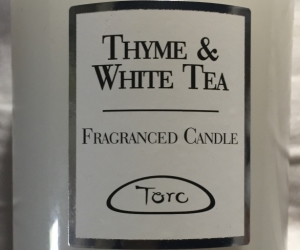 THYME &
WHITE TEA
FRAGRANCED CANDLE
Torc